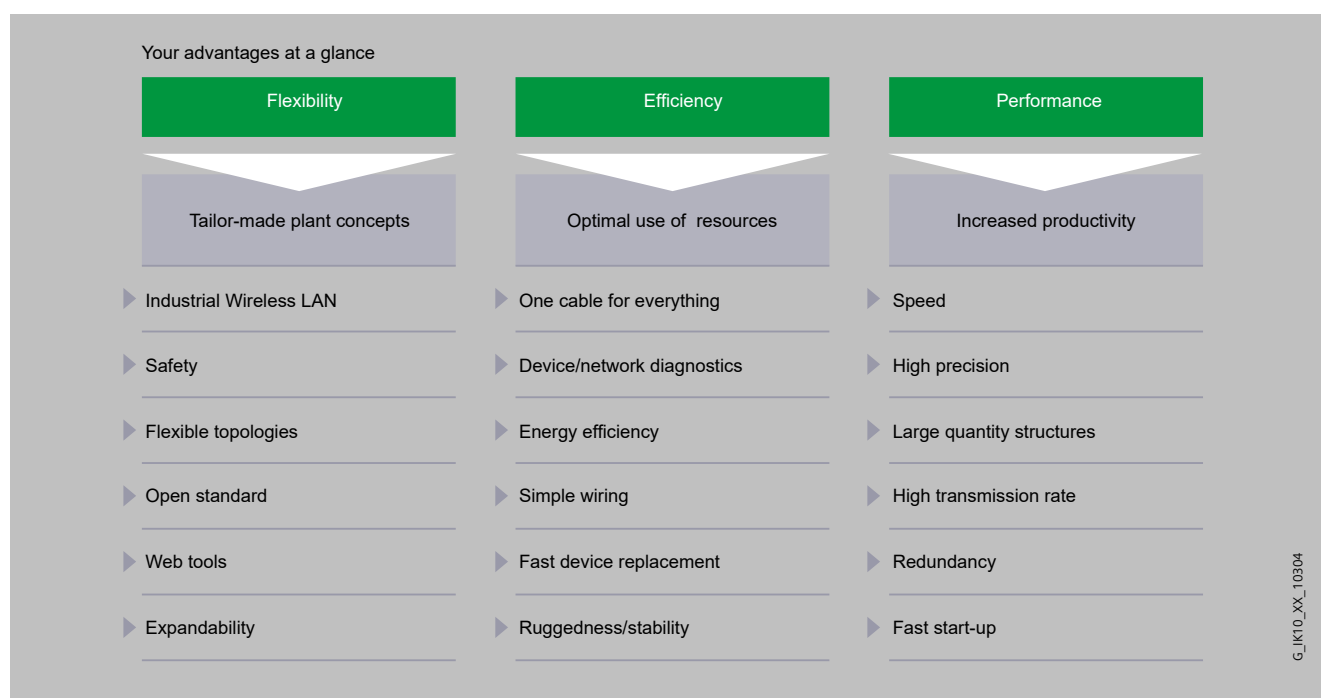 Your advantages at a glance
Flexibility
Efficiency
Performance
Tailor-made plant concepts
Optimal use of resources
Increased productivity
Industrial Wireless LAN
One cable for everything
Speed
Safety
Device/network diagnostics
High precision
Flexible topologies
Energy efficiency
Large quantity structures
Open standard
Simple wiring
High transmission rate
Web tools
Fast device replacement
Redundancy
Expandability
Ruggedness/stability
Fast start-up
G_IK10_XX_10304